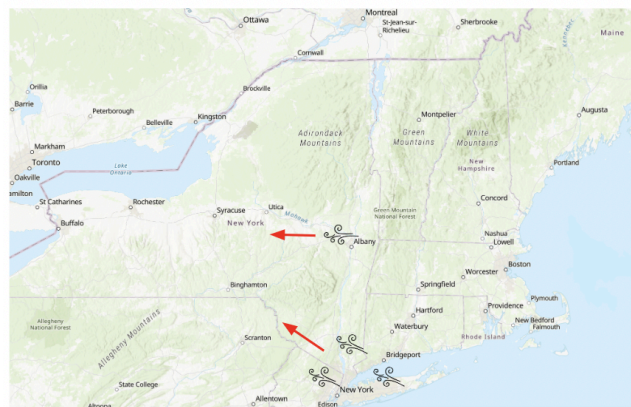 Montreal
Ottawa
St-Jean-sur-
Richelieu
Sherbrooke
Maine
Kennebec
Cornwall
Orillia
Barrie
Brockville
Peterborough
Belleville
Kingston
Montpelier
Augusta
Adirondack
Mountains
Green
Mountains
White
Mountains
Markham
Toronto
Oakville
amilton
Lake
Ontario
New
Hampshire
Portland
St Catharines
Rochester
Syracuse
Utica
Mohawk
Green Mountain
National Forest
Concord
Buffalo
New York
Albany
Nashua
Lowell
Boston
Worcester
Binghamton
Springfield
Plymouth
Allegheny
National Forest
Allegheny Mountains
Hartford
Providence
New Bedford
Falmouth
Waterbury
Rhode Island
Scranton
Bridgeport
State College
New York
Allentown
Edison
Altoona